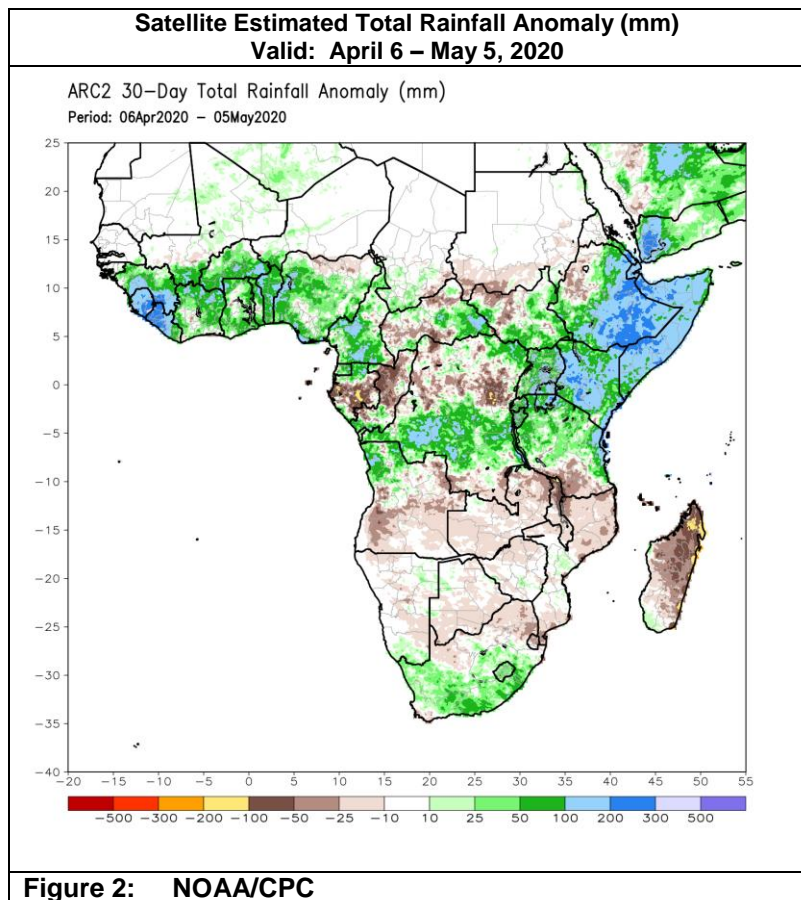 Satellite Estimated Total Rainfall Anomaly (mm)
Valid: April 6 – May 5, 2020
ARC2 30-Day Total Rainfall Anomaly (mm)
Period: 06Apr2020 – 05May2020
25
20
15
10
5
0
-5
-10
-15
-20
-25
-30
-35
-40
-20 -15 -10 -5 0 5 10 15 20 25 30 35 40 45 50 55
-500 -300 -200 -100 -50 -25 -10 10 25 50 100 200 300 500
Figure 2: NOAA/CPC